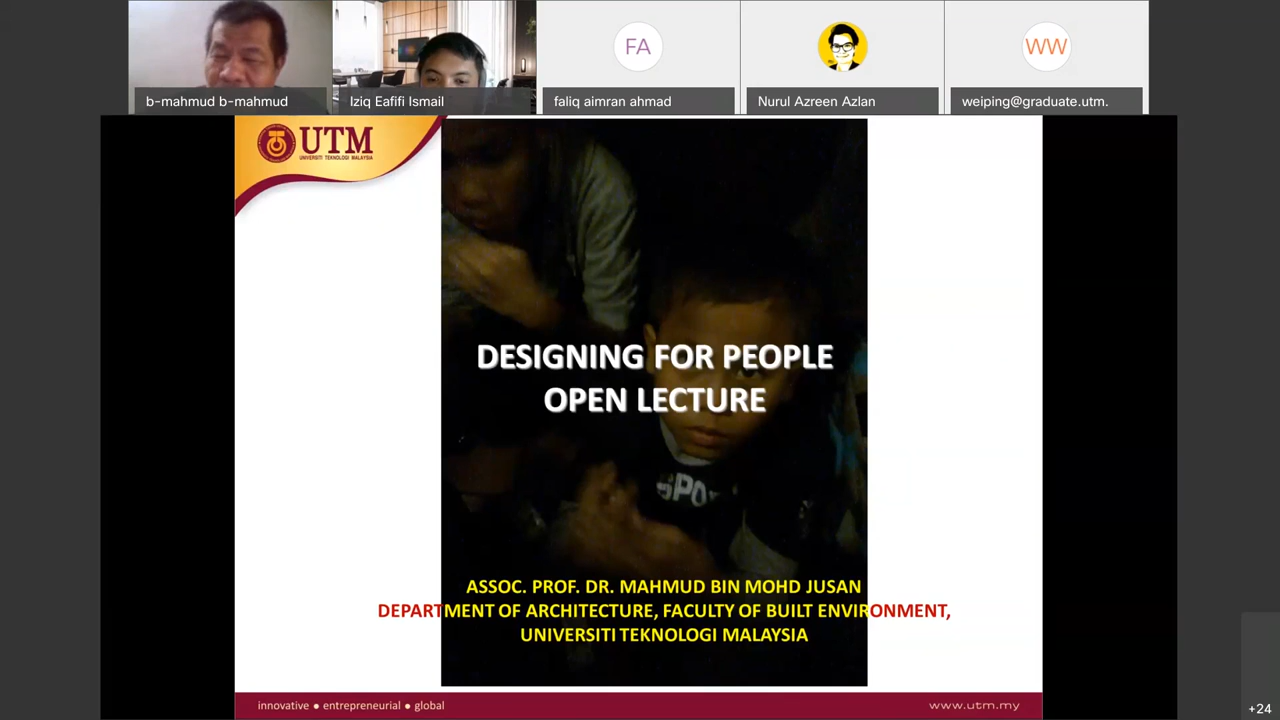 FA
WW
b-mahmud b-mahmud
Iziq Eafifi Ismail
faliq aimran ahmad
Nurul Azreen Azlan
weiping@graduate.utm.
UTM
UNIVERSITI TEKNOLOGI MALAYSIA
DESIGNING FOR PEOPLE
OPEN LECTURE
SPO
ASSOC. PROF. DR. MAHMUD BIN MOHD JUSAN
DEPARTMENT OF ARCHITECTURE, FACULTY OF BUILT ENVIRONMENT,
UNIVERSITI TEKNOLOGI MALAYSIA
innovative ● entrepreneurial ● global
www.utm.my
+24